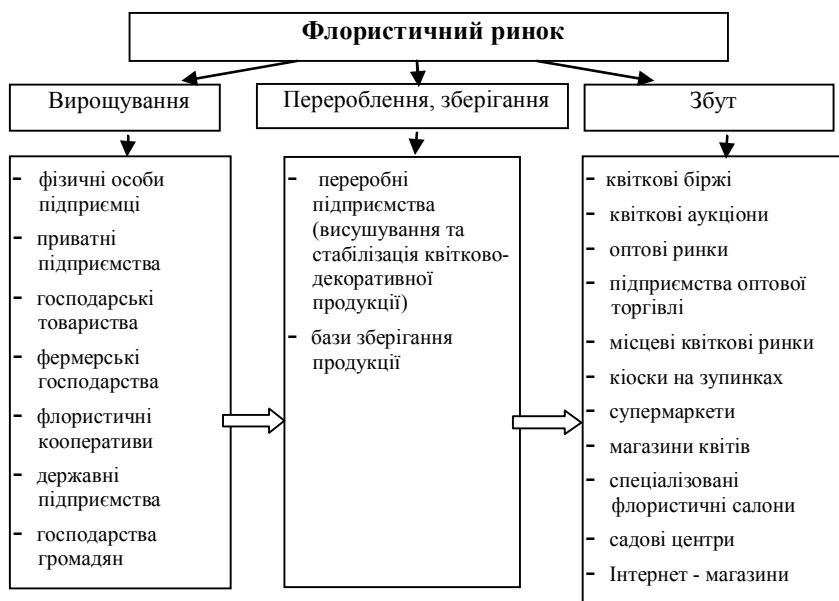 Флористичний ринок
Вирощування
Перероблення, зберігання
Збут
- фізичні особи
підприємці
- приватні
підприємства
- господарські
товариства
- фермерські
господарства
- флористичні
кооперативи
- державні
підприємства
- господарства
громадян
- переробні
підприємства
(висушування та
стабілізація квітково-
декоративної
продукції)
- бази зберігання
продукції
- квіткові біржі
- квіткові аукціони
- оптові ринки
- підприємства оптової
торгівлі
- місцеві квіткові ринки
- кіоски на зупинках
- супермаркети
- магазини квітів
- спеціалізовані
флористичні салони
- садові центри
- Інтернет - магазини